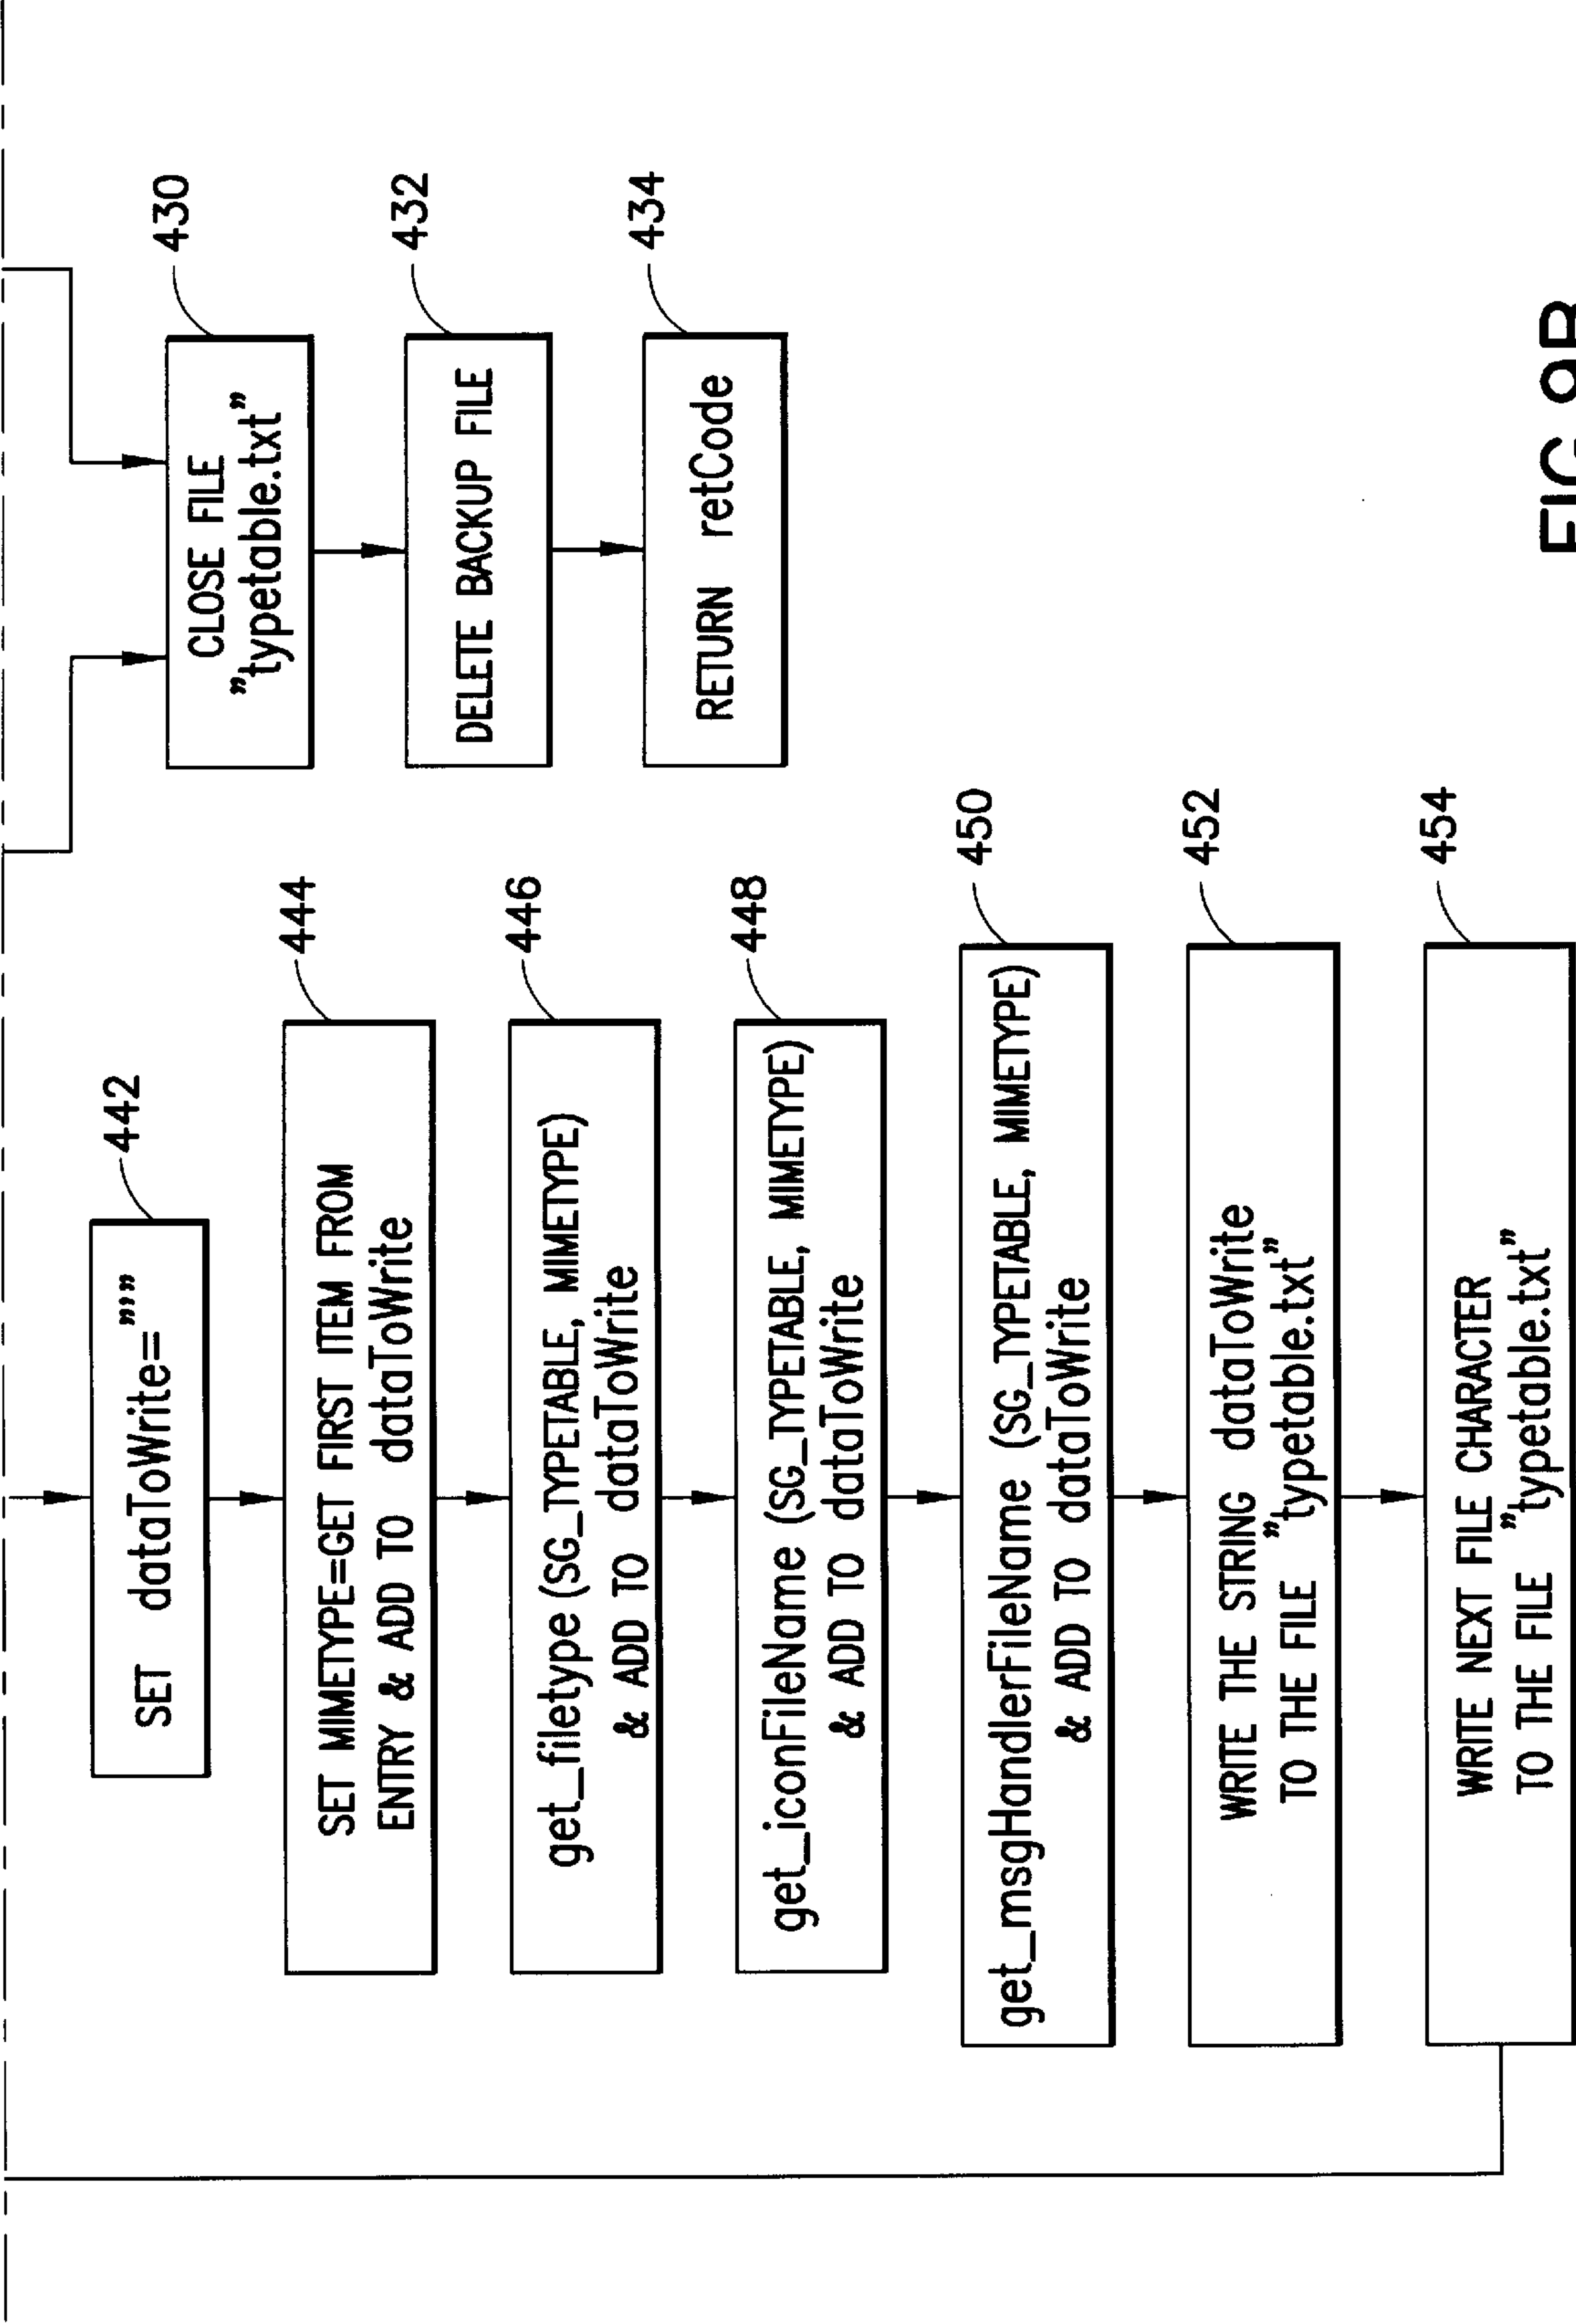 442
SET dataToWrite=”’”
444
SET MIMETYPE=GET FIRST ITEM FROM
ENTRY & ADD TO dataToWrite
446
get_filetype (SG_TYPETABLE, MIMETYPE)
& ADD TO dataToWrite
448
get_iconFileName (SG_TYPETABLE, MIMETYPE)
& ADD TO dataToWrite
450
get_msgHandlerFileName (SG_TYPETABLE, MIMETYPE)
& ADD TO dataToWrite
452
WRITE THE STRING dataToWrite
TO THE FILE ”typetable.txt”
454
WRITE NEXT FILE CHARACTER
TO THE FILE ”typetable.txt”
430
CLOSE FILE
”typetable.txt”
432
DELETE BACKUP FILE
434
RETURN retCode
FIG